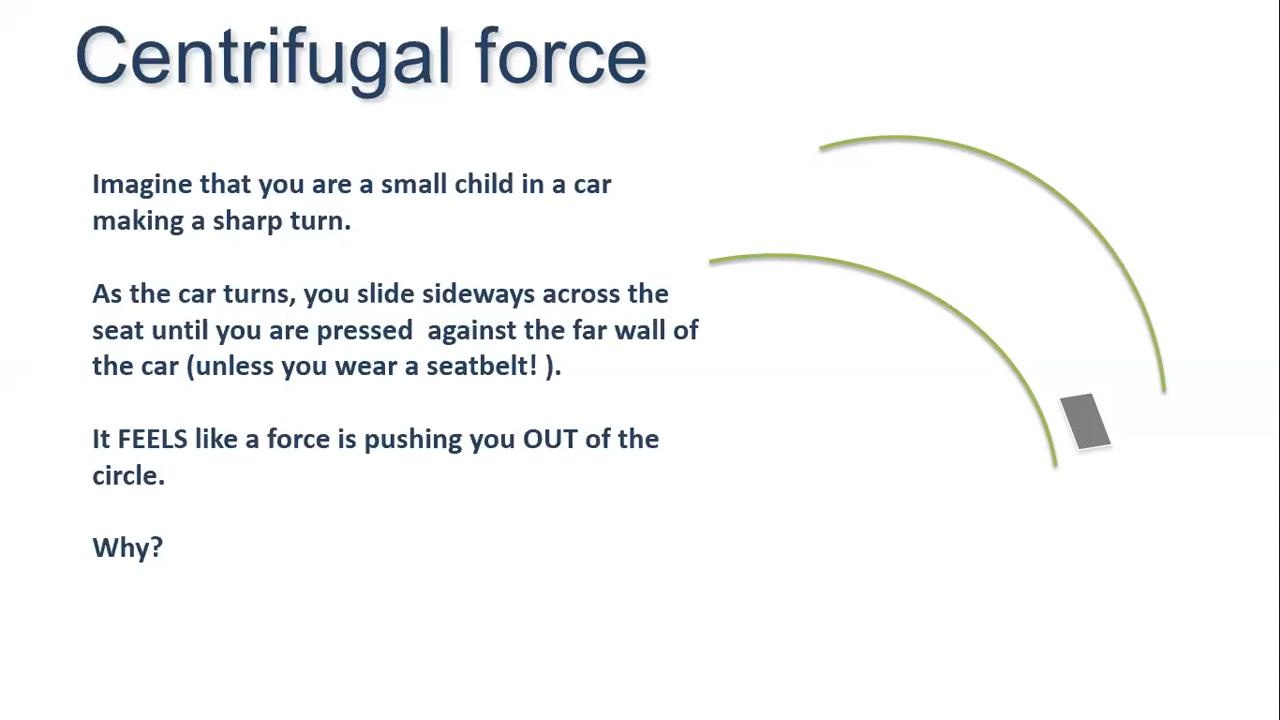 Centrifugal force
Imagine that you are a small child in a car
making a sharp turn.
As the car turns, you slide sideways across the
seat until you are pressed  against the far wall of
the car (unless you wear a seatbelt! ).
It FEELS like a force is pushing you OUT of the
circle.
Why?